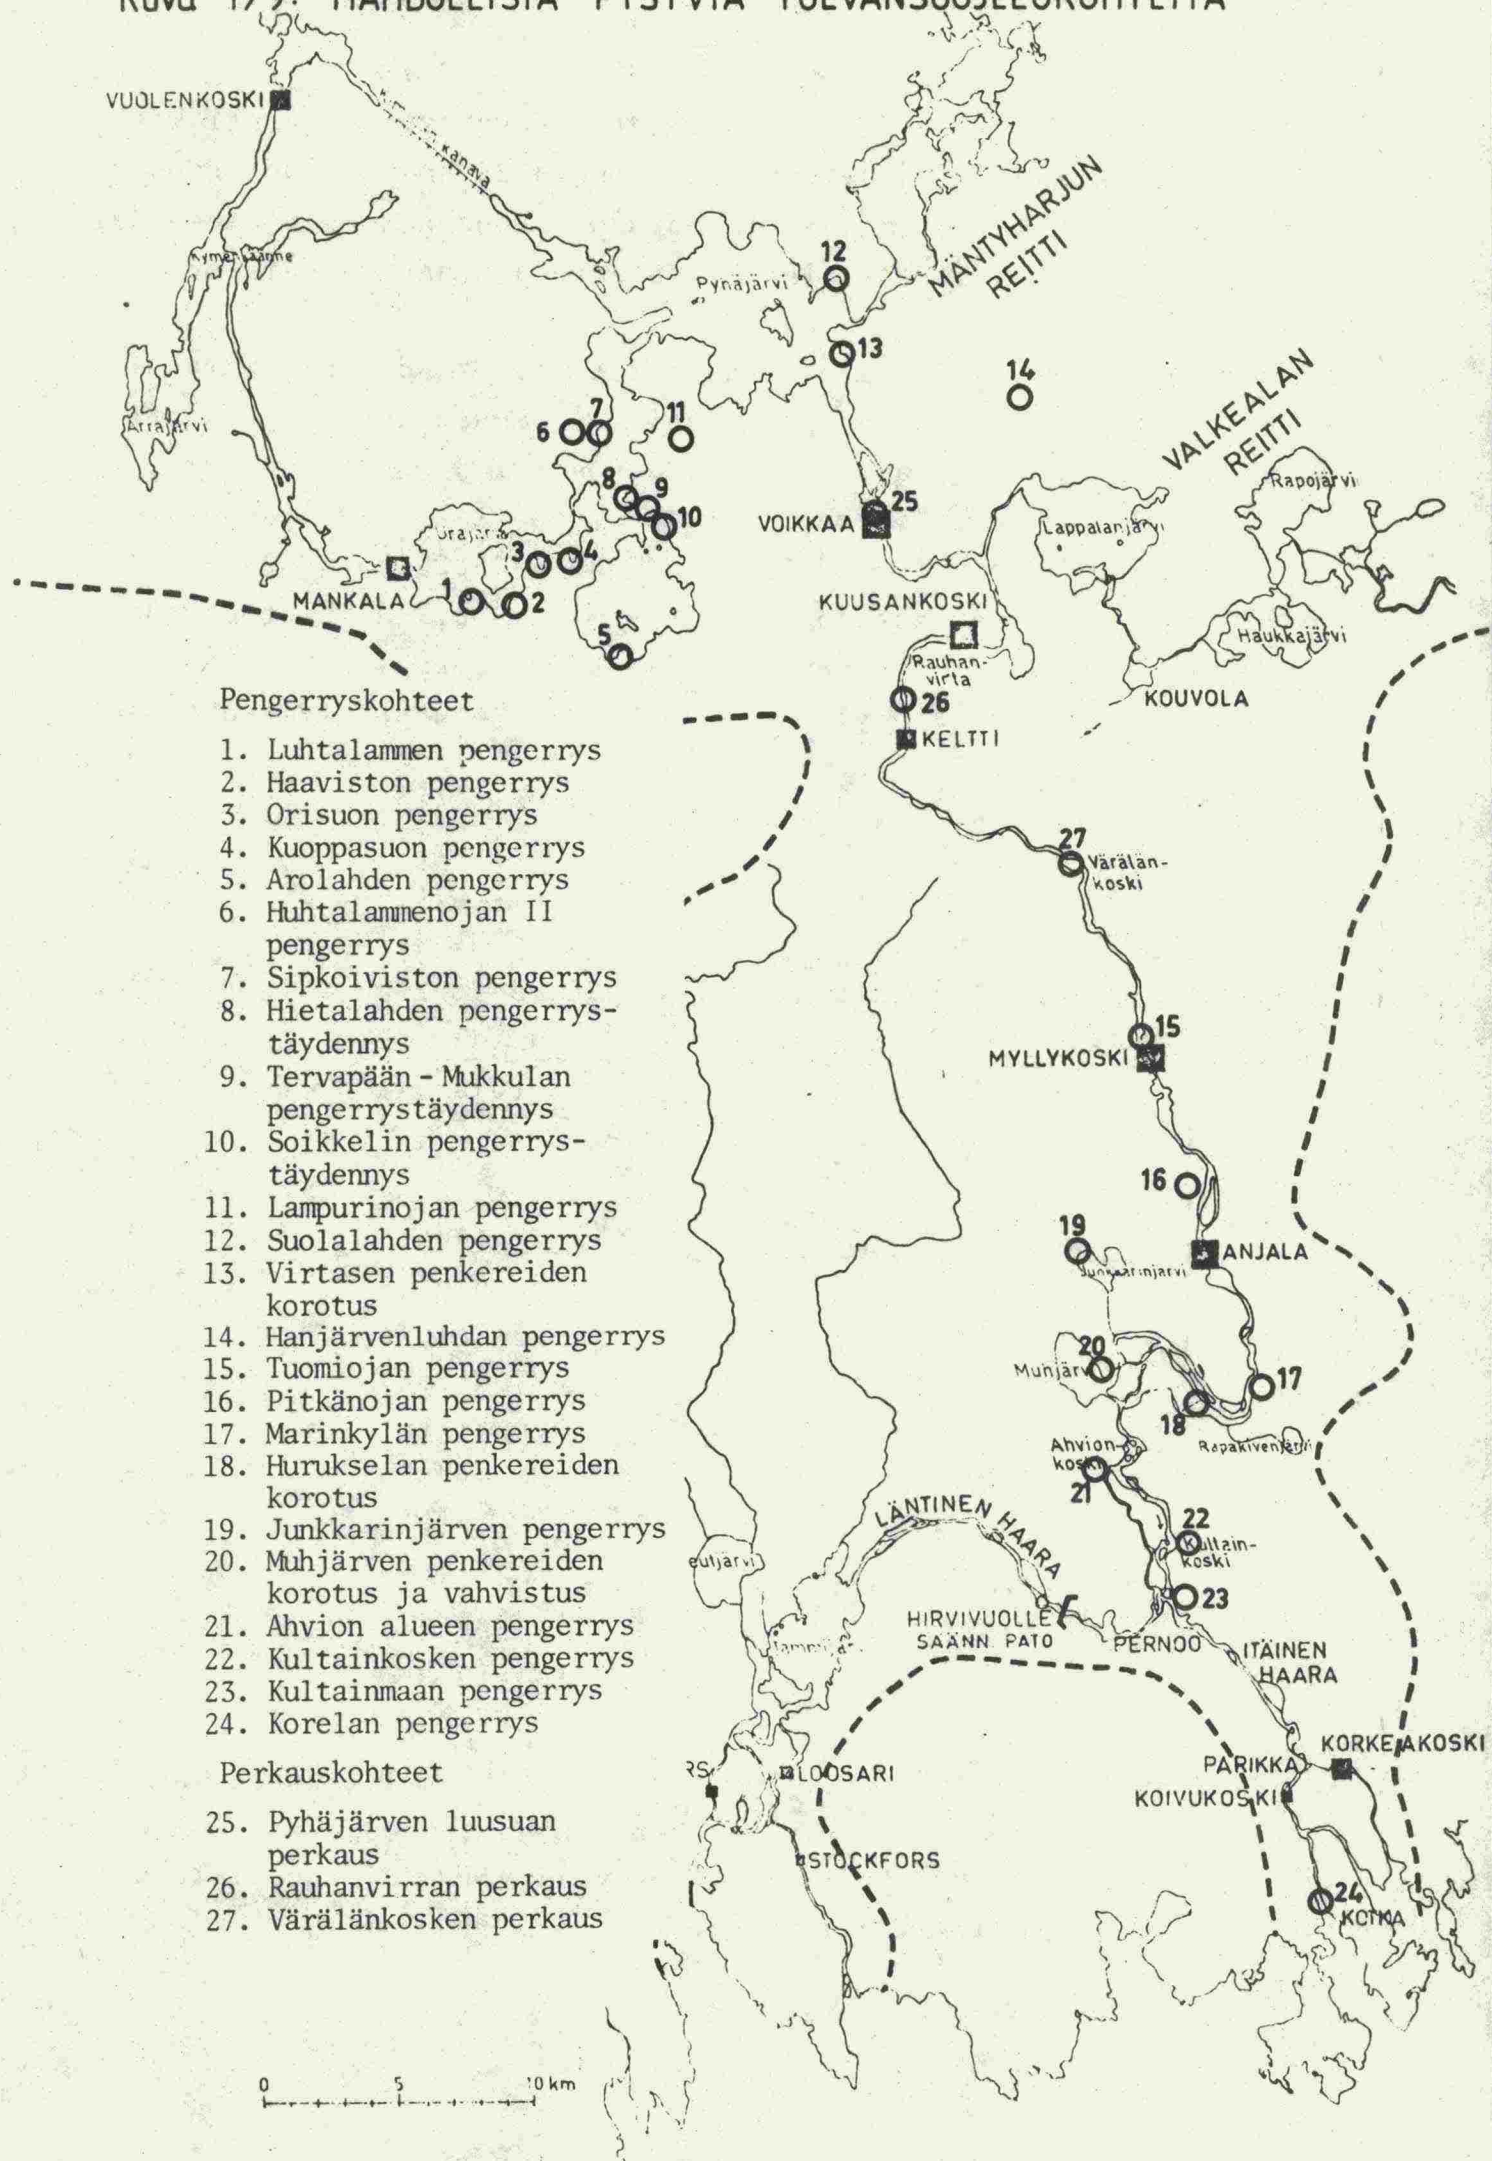 MAHDOLLISIA PYSYVIÄ TULVANSUOJELUKOHTEITA
VUOLENKOSKI
kanava
MÄNTYHARJUN
REITTI
12
13
14
Arrajärvi
6
7
11
8
9
10
VALKEALAN
REITTI
Rapojärvi
25
VOIKKAA
Lappalanjärvi
3
4
MANKALA
1
2
5
KUUSANKOSKI
Haukkajärvi
Rauhan-
virta
26
KOUVOLA
KELTTI
27
Värälän-
koski
15
MYLLYKOSKI
16
19
ANJALA
Junkkarinjärvi
20
17
18
Rapakivenjärvi
Ahvion-
koski
21
LÄNTINEN HAARA
22
Kultain-
koski
23
HIRVIVUOLLE
SÄÄNN. PATO
PERNOO
ITÄINEN
HAARA
KORKEAKOSKI
PARIKKA
KOIVUKOSKI
LOOSARI
STOCKFORS
24
KOTKA
Pengerryskohteet
1. Luhtalammen pengerrys
2. Haaviston pengerrys
3. Orisuon pengerrys
4. Kuoppasuon pengerrys
5. Arolahden pengerrys
6. Huhtalammenojan II
pengerrys
7. Sipkoiviston pengerrys
8. Hietalahden pengerrys-
täydennys
9. Tervapään - Mukkulan
pengerrystäydennys
10. Soikkelin pengerrys-
täydennys
11. Lampurinojan pengerrys
12. Suolalahden pengerrys
13. Virtasen penkereiden
korotus
14. Hanjärvenluhdan pengerrys
15. Tuomiojan pengerrys
16. Pitkänojan pengerrys
17. Marinkylän pengerrys
18. Hurukselan penkereiden
korotus
19. Junkkarinjärven pengerrys
20. Muhjärven penkereiden
korotus ja vahvistus
21. Ahvion alueen pengerrys
22. Kultainkosken pengerrys
23. Kultainmaan pengerrys
24. Korelan pengerrys
Perkauskohteet
25. Pyhäjärven luusuan
perkaus
26. Rauhanvirran perkaus
27. Värälänkosken perkaus
0 5 10 km